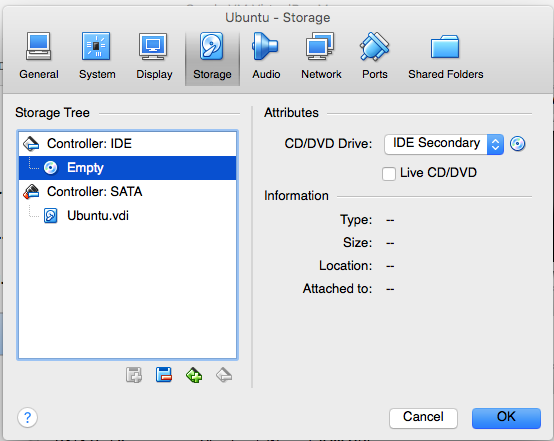 Ubuntu - Storage
General System Display Storage Audio Network Ports Shared Folders
Storage Tree
Controller: IDE
Empty
Controller: SATA
Ubuntu.vdi
Attributes
CD/DVD Drive: IDE Secondary
Live CD/DVD
Information
Type: --
Size: --
Location: --
Attached to: --
?
Cancel OK